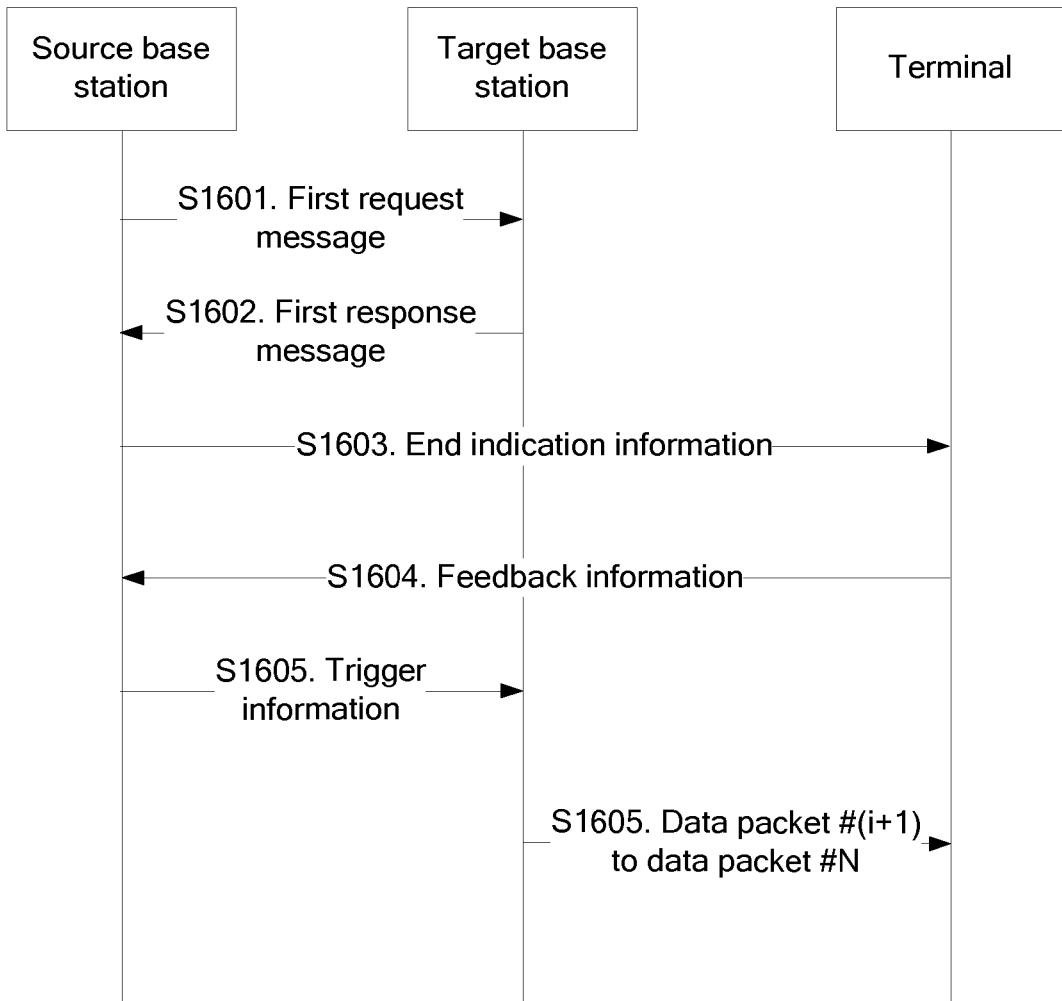 Source base
station
Target base
station
Terminal
S1601. First request
message
S1602. First response
message
S1603. End indication information
S1604. Feedback information
S1605. Trigger
information
S1605. Data packet #(i+1)
to data packet #N